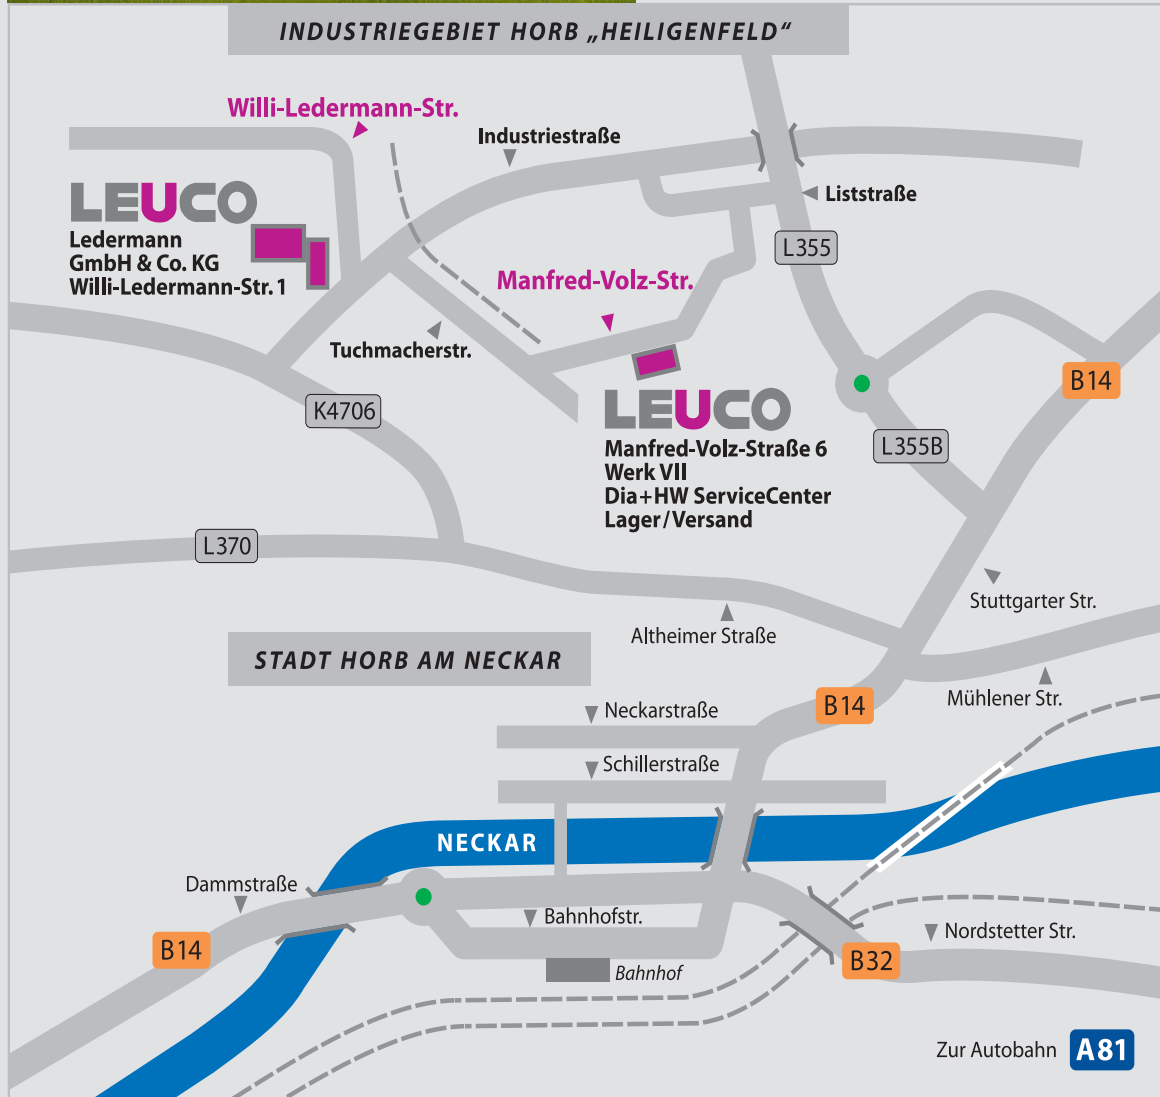 INDUSTRIEGEBIET HORB „HEILIGENFELD“
Willi-Ledermann-Str.
Industriestraße
LEUCO
Ledermann
GmbH & Co. KG
Willi-Ledermann-Str. 1
Liststraße
L355
Manfred-Volz-Str.
Tuchmacherstr.
B14
K4706
LEUCO
Manfred-Volz-Straße 6
Werk VII
Dia+HW ServiceCenter
Lager/Versand
L355B
L370
Stuttgarter Str.
Altheimer Straße
STADT HORB AM NECKAR
Mühlener Str.
B14
Neckarstraße
Schillerstraße
NECKAR
Dammstraße
Bahnhofstr.
Nordstetter Str.
B14
B32
Bahnhof
Zur Autobahn A81